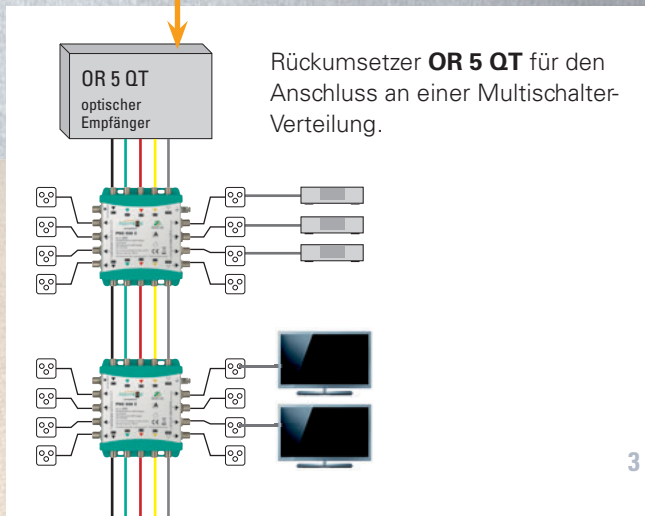 OR 5 QT
optischer
Empfänger
Rückumsetzer OR 5 QT für den
Anschluss an einer Multischalter-
Verteilung.
3